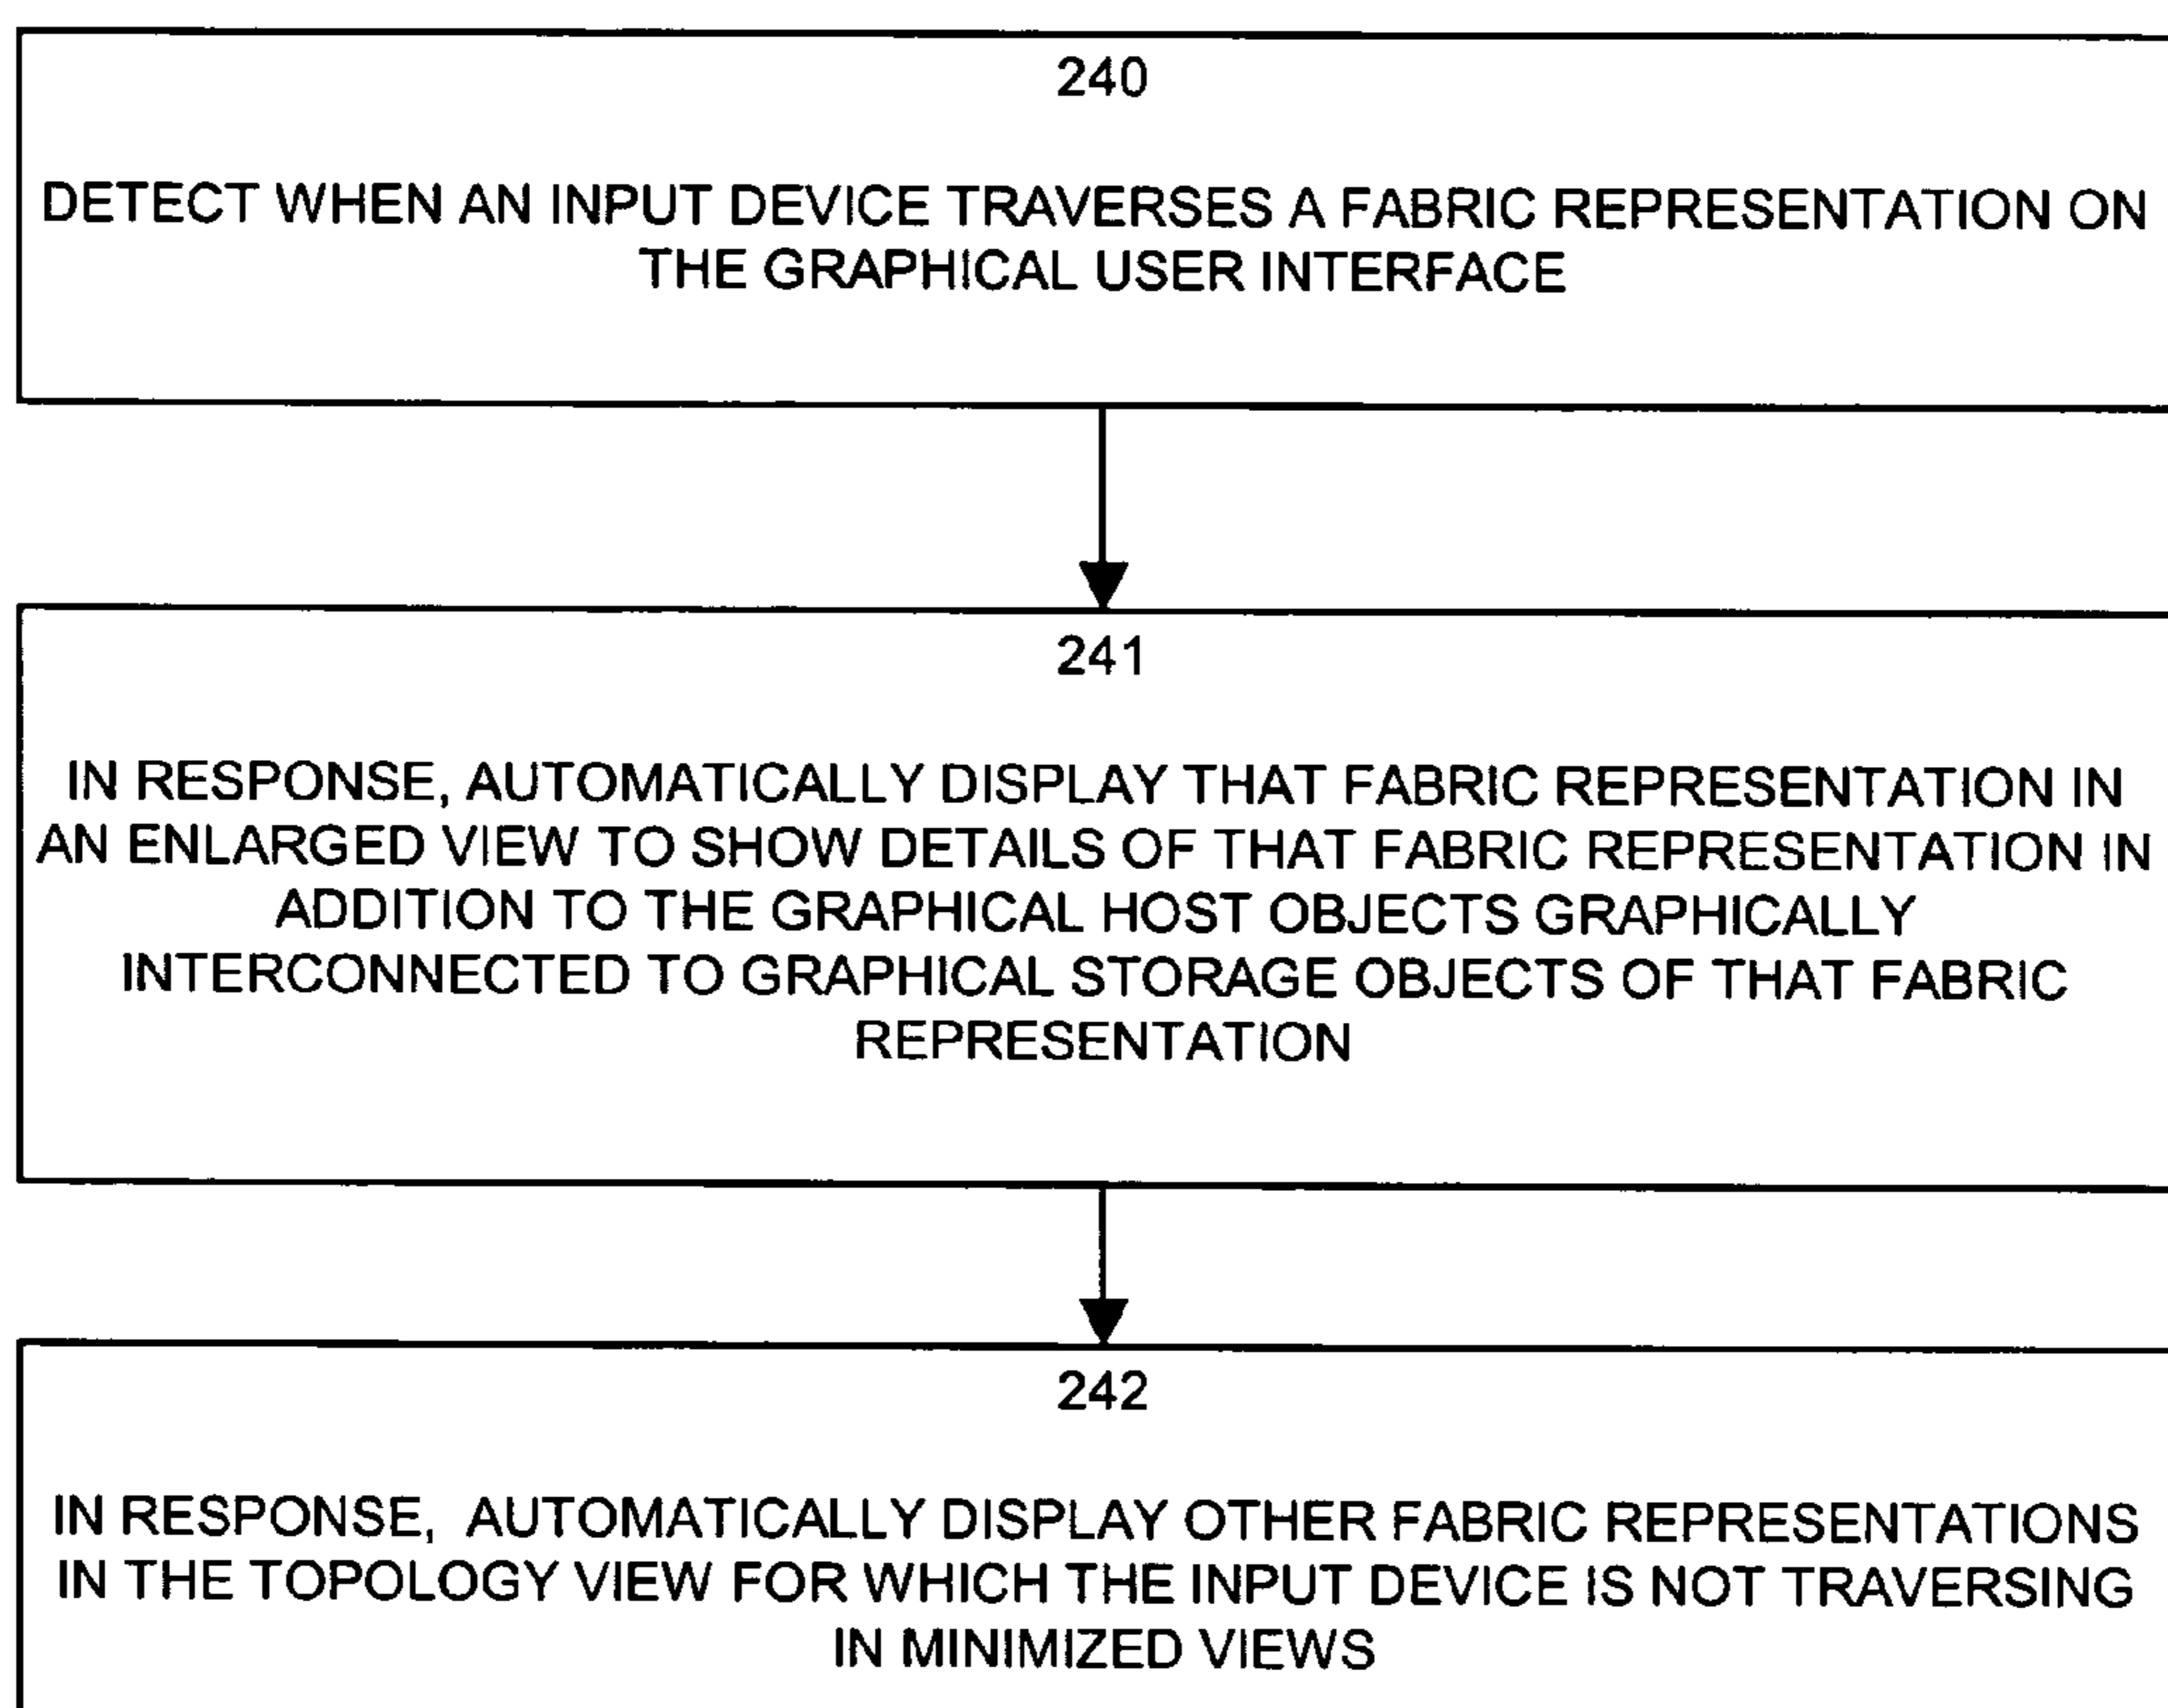 240
DETECT WHEN AN INPUT DEVICE TRAVERSES A FABRIC REPRESENTATION ON
THE GRAPHICAL USER INTERFACE
241
IN RESPONSE, AUTOMATICALLY DISPLAY THAT FABRIC REPRESENTATION IN
AN ENLARGED VIEW TO SHOW DETAILS OF THAT FABRIC REPRESENTATION IN
ADDITION TO THE GRAPHICAL HOST OBJECTS GRAPHICALLY
INTERCONNECTED TO GRAPHICAL STORAGE OBJECTS OF THAT FABRIC
REPRESENTATION
242
IN RESPONSE, AUTOMATICALLY DISPLAY OTHER FABRIC REPRESENTATIONS
IN THE TOPOLOGY VIEW FOR WHICH THE INPUT DEVICE IS NOT TRAVERSING
IN MINIMIZED VIEWS